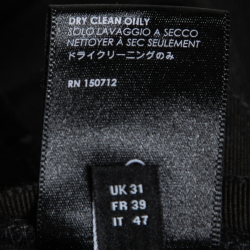 DRY CLEAN ONLY
SOLO LAVAGGIO A SECCO
NETTOYER À SEC SEULEMENT
ドライクリーニングのみ
RN 150712
UK 31
FR 39
IT 47